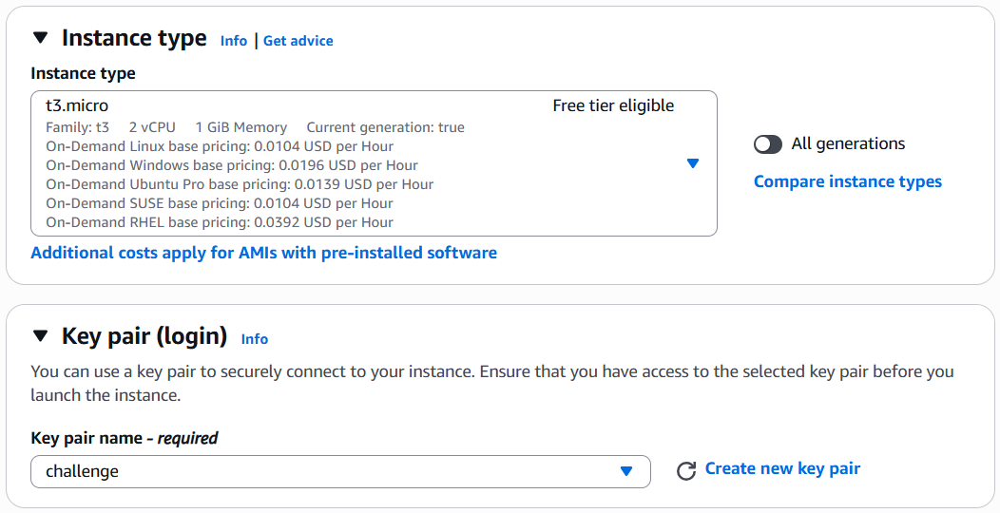 Instance type Info | Get advice
Instance type
t3.micro Free tier eligible
Family: t3 2 vCPU 1 GiB Memory Current generation: true
On-Demand Linux base pricing: 0.0104 USD per Hour
On-Demand Windows base pricing: 0.0196 USD per Hour
On-Demand Ubuntu Pro base pricing: 0.0139 USD per Hour
On-Demand SUSE base pricing: 0.0104 USD per Hour
On-Demand RHEL base pricing: 0.0392 USD per Hour
All generations
Compare instance types
Additional costs apply for AMIs with pre-installed software
Key pair (login) Info
You can use a key pair to securely connect to your instance. Ensure that you have access to the selected key pair before you
launch the instance.
Key pair name - required
challenge
Create new key pair